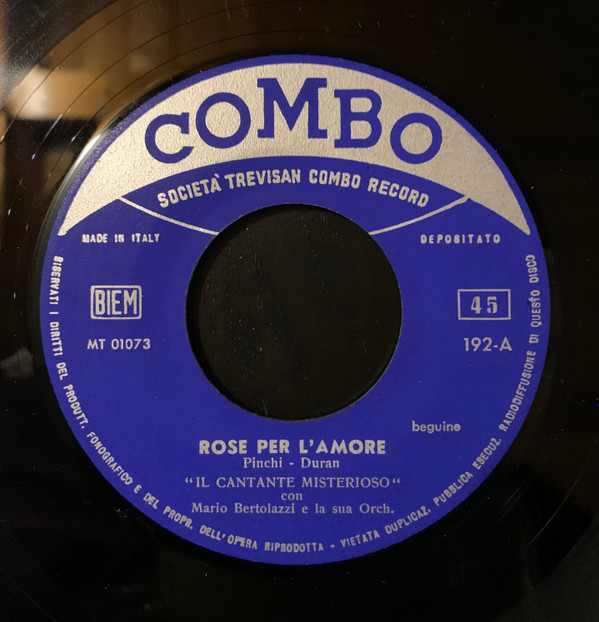 COMBO
SOCIETÀ TREVISAN COMBO RECORD
MADE IN ITALY
DEPOSITATO
BIEM
45
MT 01073
192-A
beguine
ROSE PER L'AMORE
Pinchi - Duran
"IL CANTANTE MISTERIOSO"
con
Mario Bertolazzi e la sua Orch.
RISERVATI I DIRITTI DEL PRODUTT. FONOGRAFICO E DEL PROPR. DELL'OPERA RIPRODOTTA - VIETATA DUPLICAZ. PUBBLICA ESECUZ. RADIODIFFUSIONE DI QUESTO DISCO